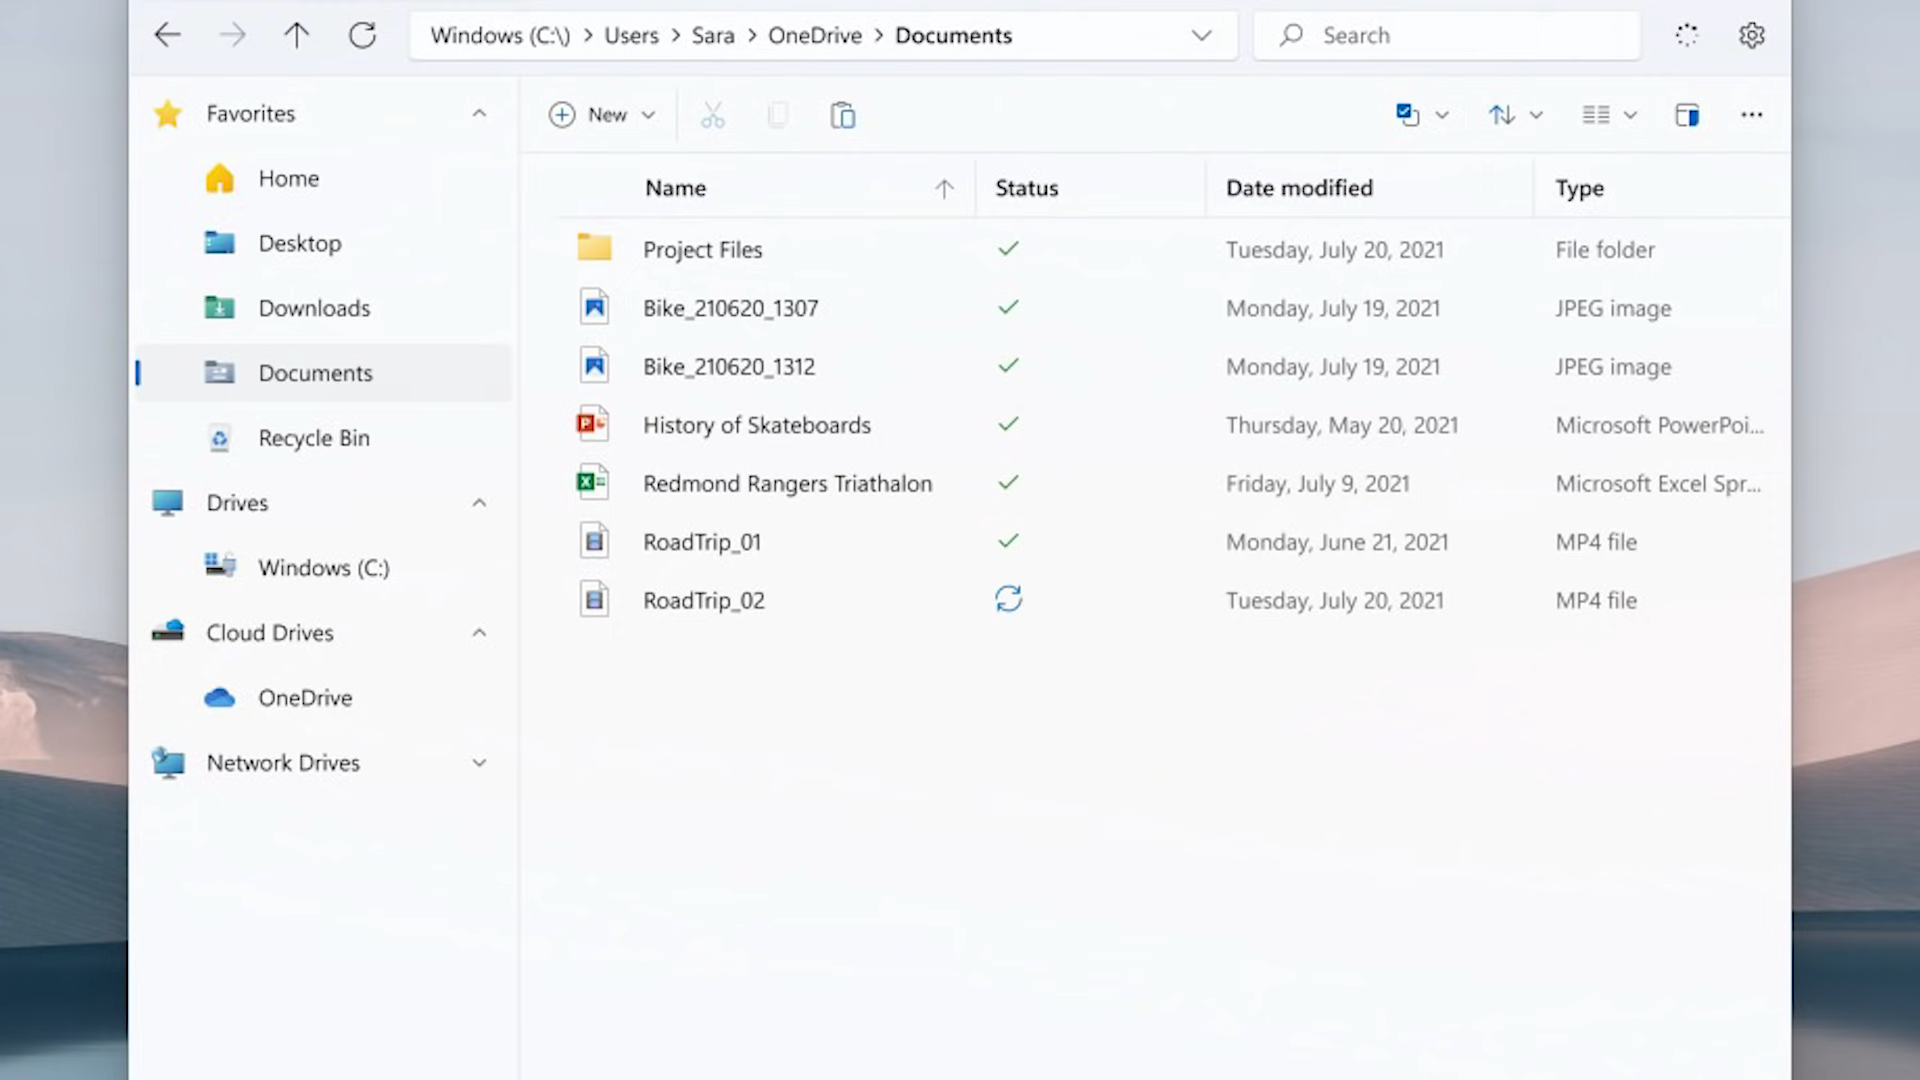 Windows (C:\) > Users > Sara > OneDrive > Documents
Search
Favorites
Home
Desktop
Downloads
Documents
Recycle Bin
Drives
Windows (C:)
Cloud Drives
OneDrive
Network Drives
New
Name Status Date modified Type
Project Files Tuesday, July 20, 2021 File folder
Bike_210620_1307 Monday, July 19, 2021 JPEG image
Bike_210620_1312 Monday, July 19, 2021 JPEG image
History of Skateboards Thursday, May 20, 2021 Microsoft PowerPoi...
Redmond Rangers Triathalon Friday, July 9, 2021 Microsoft Excel Spr...
RoadTrip_01 Monday, June 21, 2021 MP4 file
RoadTrip_02 Tuesday, July 20, 2021 MP4 file